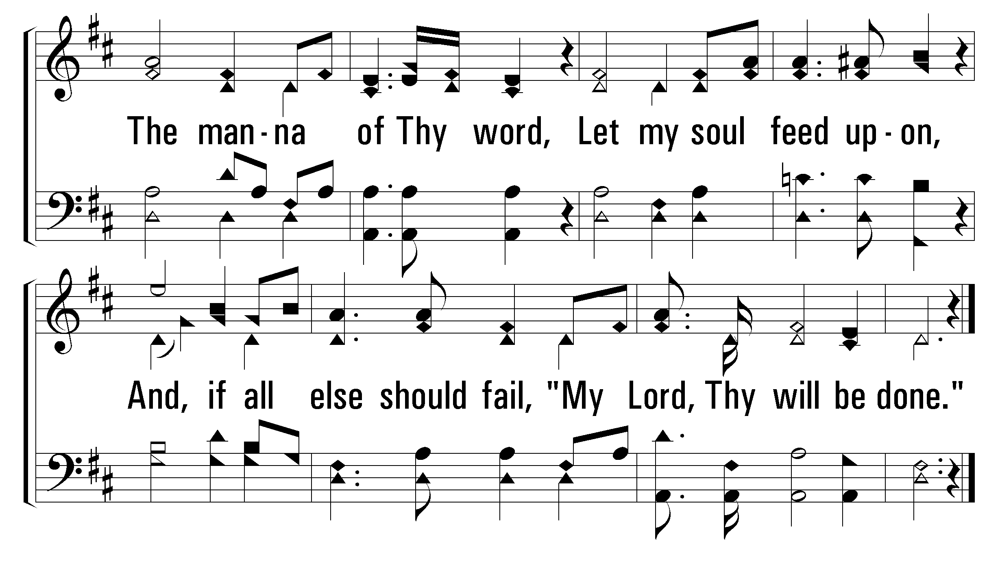 The man - na of Thy word, Let my soul feed up - on,
And, if all else should fail, "My Lord, Thy will be done."